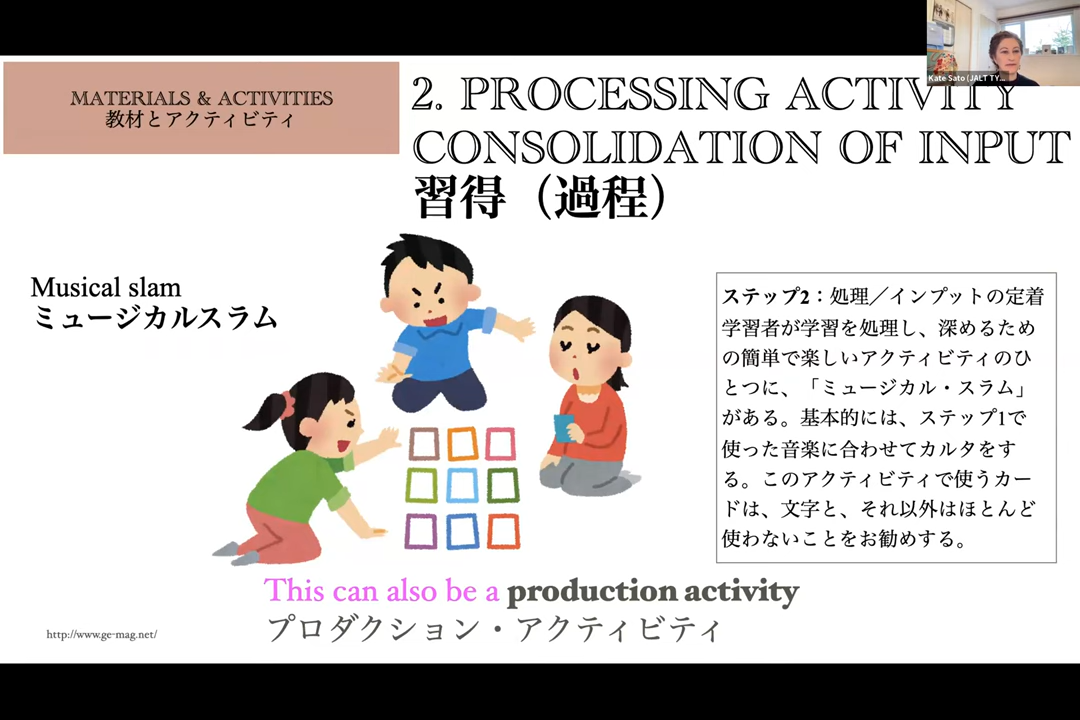 Kate Sato (JALT TY...
MATERIALS & ACTIVITIES
教材とアクティビティ
2. PROCESSING ACTIVITY
CONSOLIDATION OF INPUT
習得（過程）
Musical slam
ミュージカルスラム
ステップ2：処理／インプットの定着
学習者が学習を処理し、深めるため
の簡単で楽しいアクティビティのひ
とつに、「ミュージカル・スラム」
がある。基本的には、ステップ1で
使った音楽に合わせてカルタをす
る。このアクティビティで使うカー
ドは、文字と、それ以外はほとんど
使わないことをお勧めする。
This can also be a production activity
プロダクション・アクティビティ
http://www.ge-mag.net/